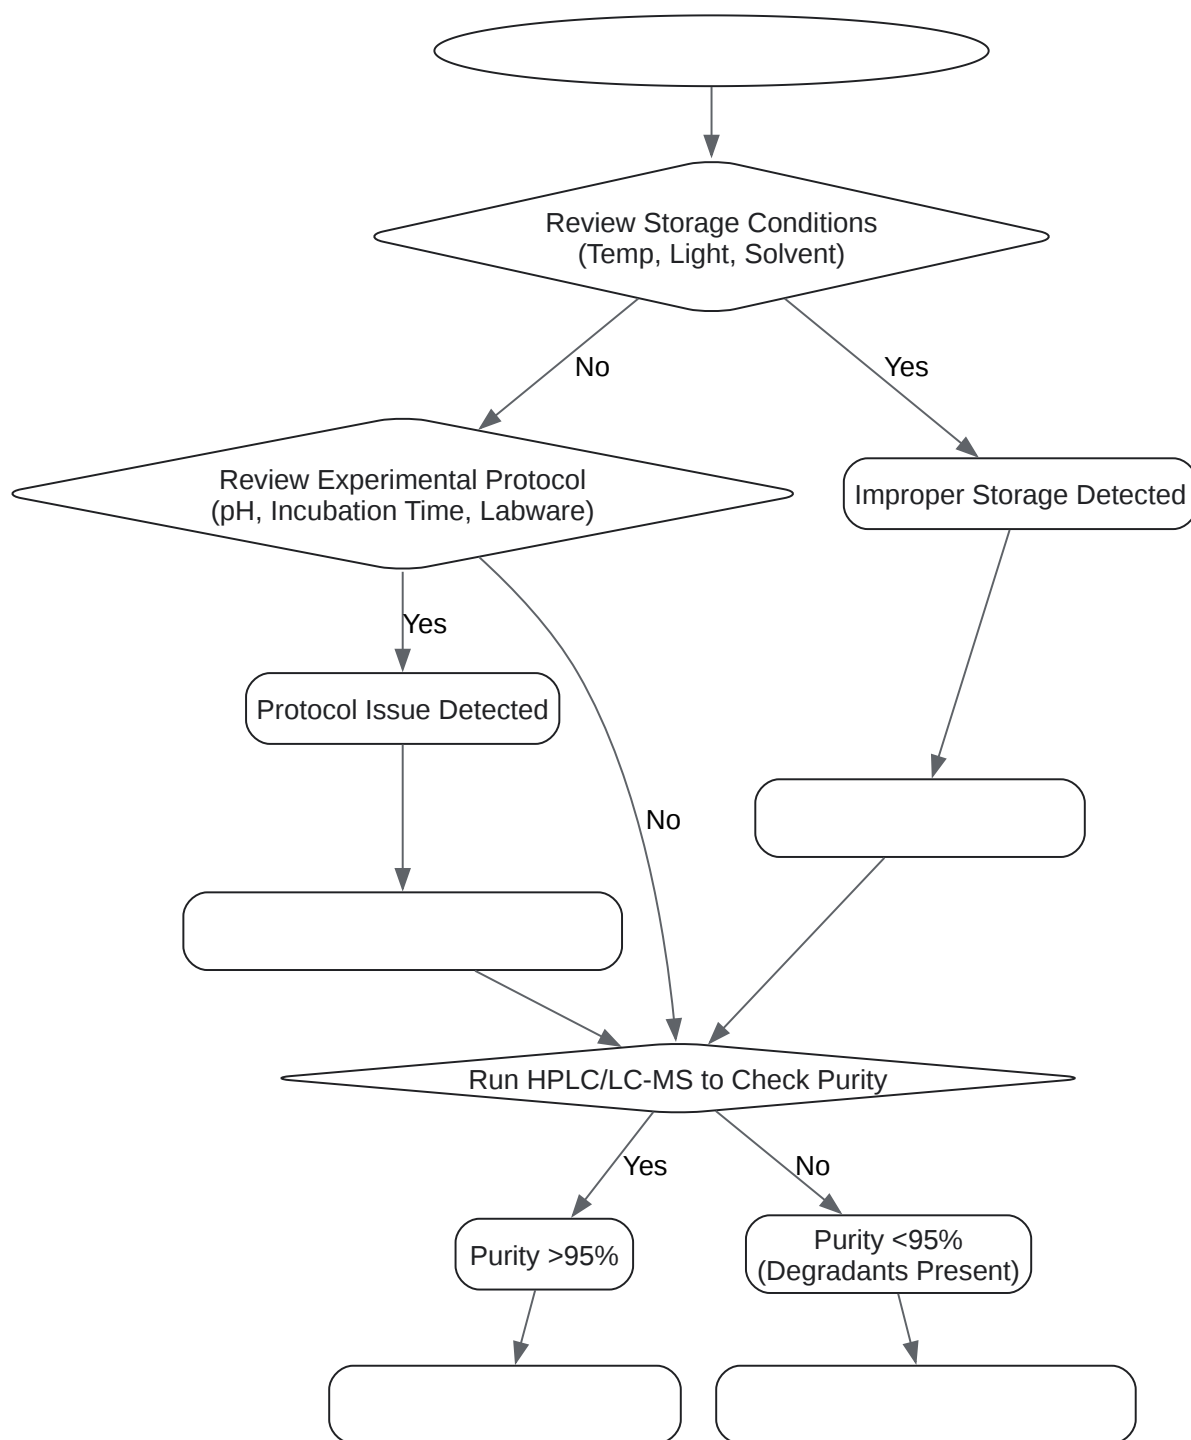 Review Storage Conditions
(Temp, Light, Solvent)
No
Yes
Review Experimental Protocol
(pH, Incubation Time, Labware)
Improper Storage Detected
Yes
Protocol Issue Detected
No
Run HPLC/LC-MS to Check Purity
Yes
No
Purity >95%
Purity <95%
(Degradants Present)